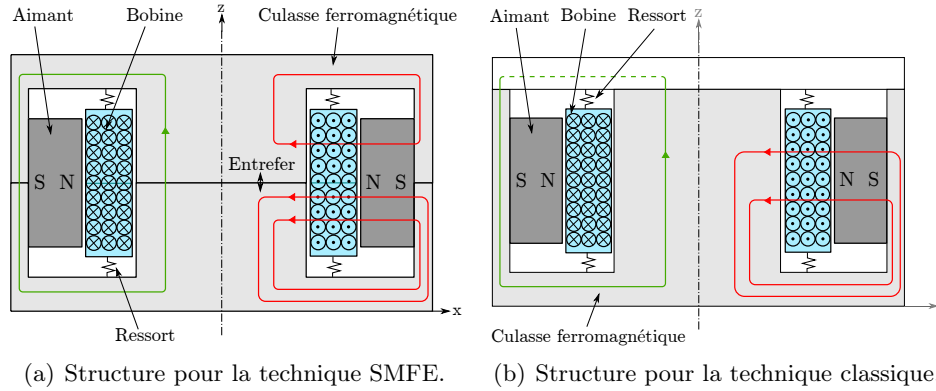 Aimant
Bobine
z
Culasse ferromagnétique
S N
Entrefer
N S
x
Ressort
(a) Structure pour la technique SMFE.
Aimant
Bobine
Ressort
z
S N
N S
Culasse ferromagnétique
(b) Structure pour la technique classique